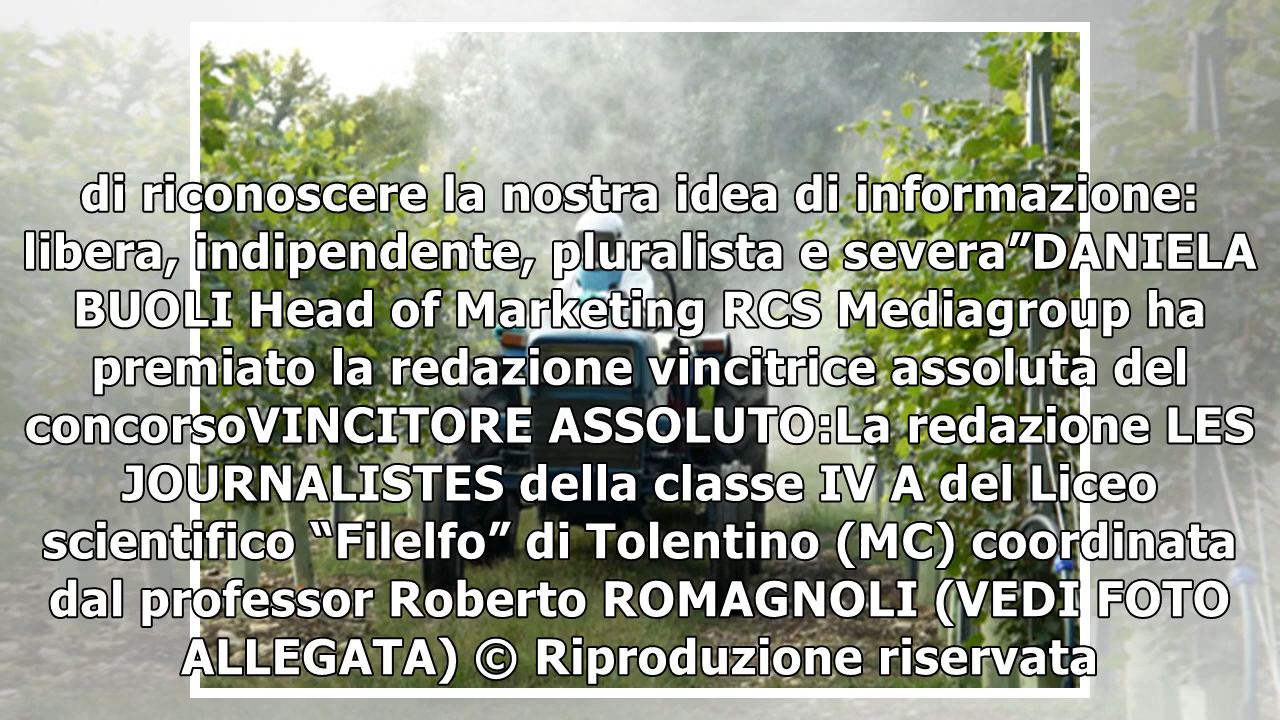 di riconoscere la nostra idea di informazione:
libera, indipendente, pluralista e severa”DANIELA
BUOLI Head of Marketing RCS Mediagroup ha
premiato la redazione vincitrice assoluta del
concorsoVINCITORE ASSOLUTO:La redazione LES
JOURNALISTES della classe IV A del Liceo
scientifico “Filelfo” di Tolentino (MC) coordinata
dal professor Roberto ROMAGNOLI (VEDI FOTO
ALLEGATA) © Riproduzione riservata